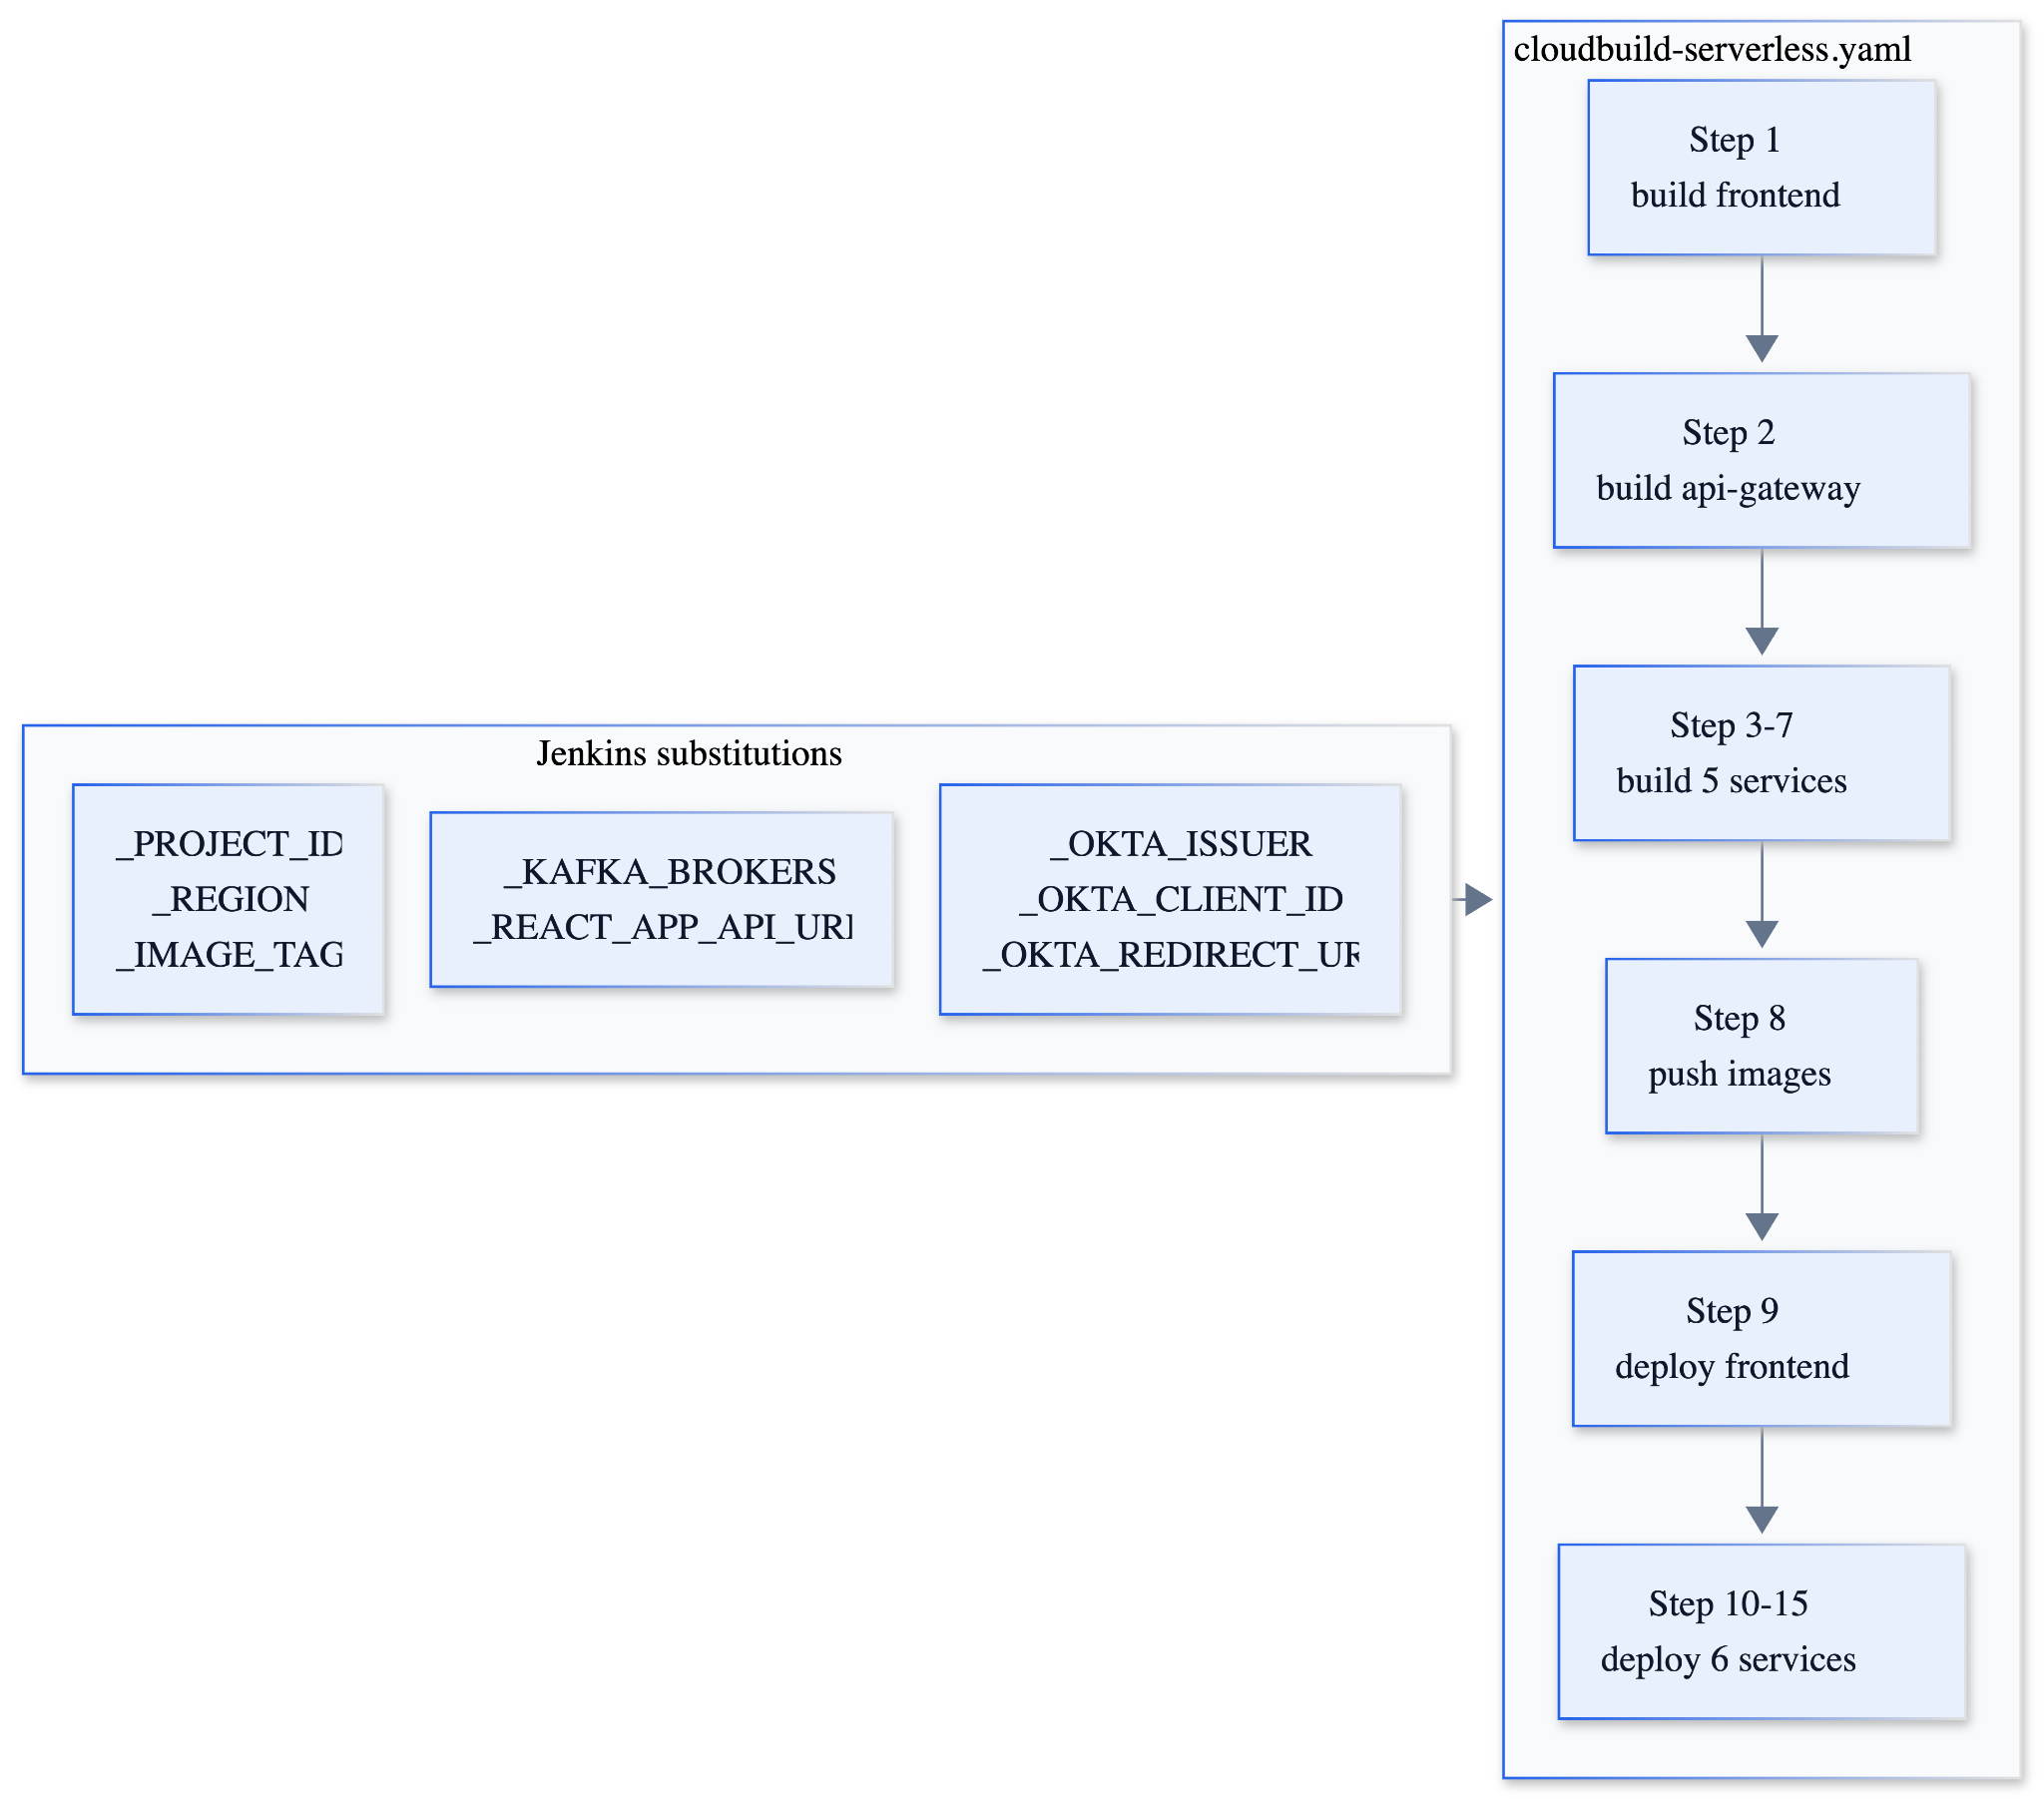 cloudbuild-serverless.yaml
Step 1
build frontend
Step 2
build api-gateway
Step 3-7
build 5 services
Step 8
push images
Step 9
deploy frontend
Step 10-15
deploy 6 services
Jenkins substitutions
_PROJECT_ID
_REGION
_IMAGE_TAG
_KAFKA_BROKERS
_REACT_APP_API_URL
_OKTA_ISSUER
_OKTA_CLIENT_ID
_OKTA_REDIRECT_UR